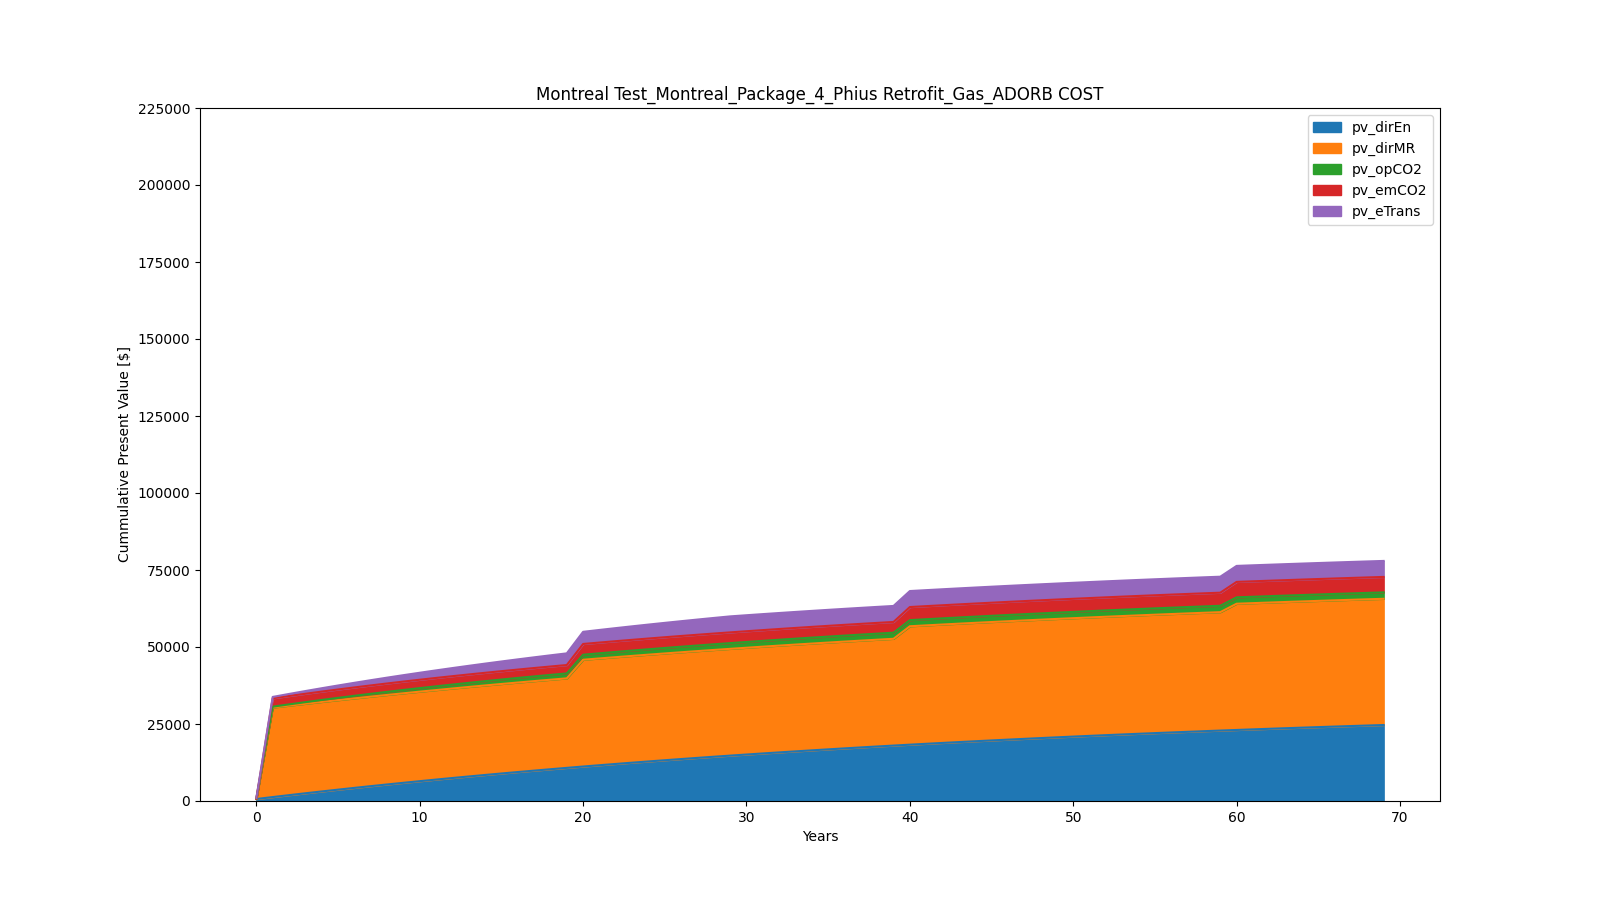 Montreal Test_Montreal_Package_4_Phius Retrofit_Gas_ADORB COST
225000
200000
175000
150000
125000
100000
75000
50000
25000
0
Cummulative Present Value [$]
pv_dirEn
pv_dirMR
pv_opCO2
pv_emCO2
pv_eTrans
0 10 20 30 40 50 60 70
Years